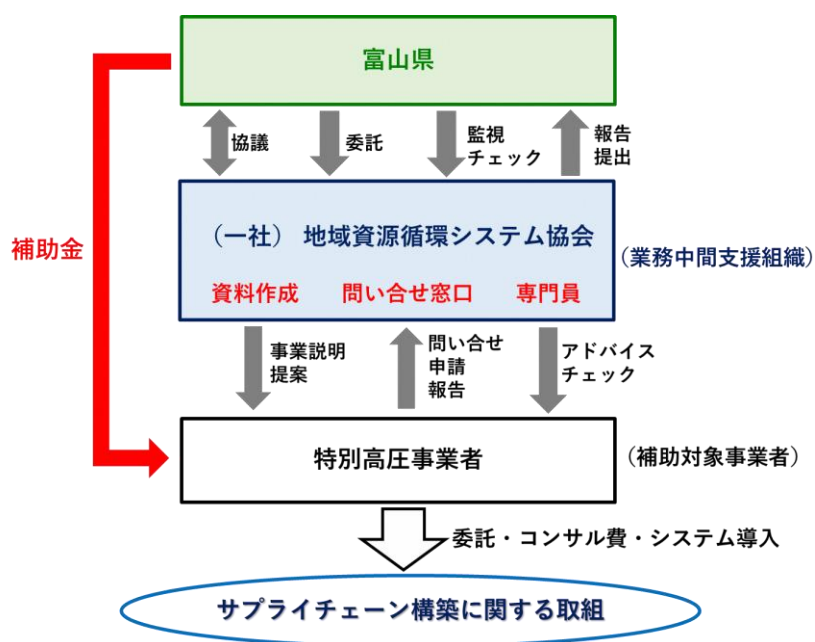 富山県
協議
委託
監視
チェック
報告
提出
補助金
（一社） 地域資源循環システム協会
（業務中間支援組織）
資料作成
問い合せ窓口
専門員
事業説明
提案
問い合せ
申請
報告
アドバイス
チェック
特別高圧事業者
（補助対象事業者）
委託・コンサル費・システム導入
サプライチェーン構築に関する取組